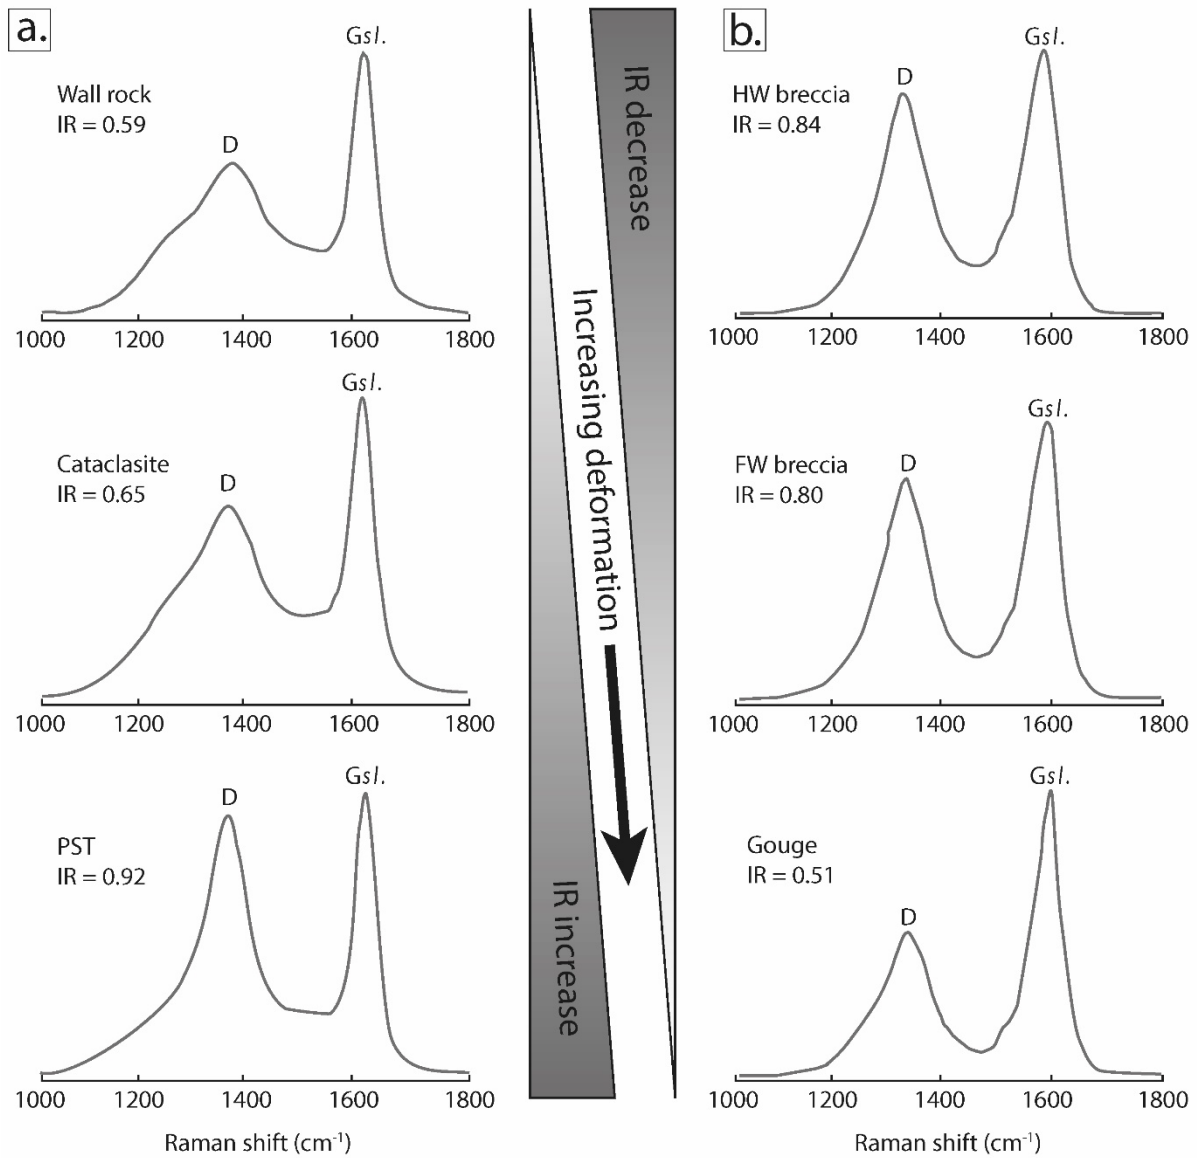 a.
Wall rock
IR = 0.59
D
Gsl.
1000 1200 1400 1600 1800
Cataclasite
IR = 0.65
D
Gsl.
1000 1200 1400 1600 1800
PST
IR = 0.92
D
Gsl.
1000 1200 1400 1600 1800
Raman shift (cm⁻¹)
IR decrease
Increasing deformation
IR increase
b.
HW breccia
IR = 0.84
D
Gsl.
1000 1200 1400 1600 1800
FW breccia
IR = 0.80
D
Gsl.
1000 1200 1400 1600 1800
Gouge
IR = 0.51
D
Gsl.
1000 1200 1400 1600 1800
Raman shift (cm⁻¹)